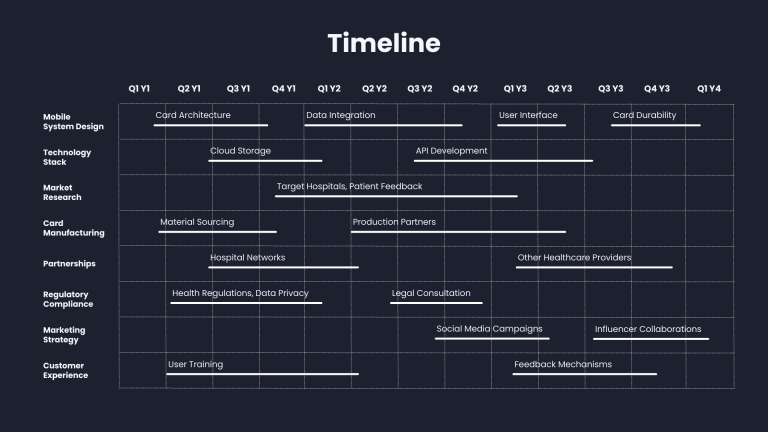 Timeline
Q1 Y1 Q2 Y1 Q3 Y1 Q4 Y1 Q1 Y2 Q2 Y2 Q3 Y2 Q4 Y2 Q1 Y3 Q2 Y3 Q3 Y3 Q4 Y3 Q1 Y4
Mobile
System Design
Card Architecture
Data Integration
User Interface
Card Durability
Technology
Stack
Cloud Storage
API Development
Market
Research
Target Hospitals, Patient Feedback
Card
Manufacturing
Material Sourcing
Production Partners
Partnerships
Hospital Networks
Other Healthcare Providers
Regulatory
Compliance
Health Regulations, Data Privacy
Legal Consultation
Marketing
Strategy
Social Media Campaigns
Influencer Collaborations
Customer
Experience
User Training
Feedback Mechanisms